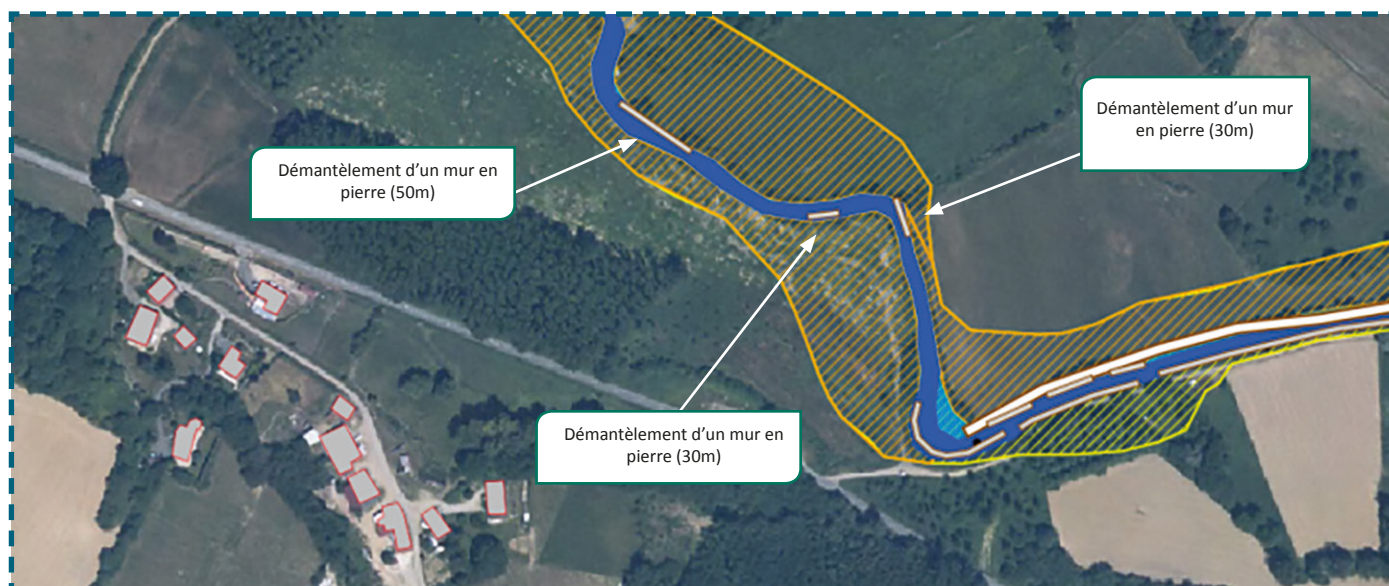 Démantèlement d’un mur
en pierre (30m)
Démantèlement d’un mur en
pierre (50m)
Démantèlement d’un mur en
pierre (30m)